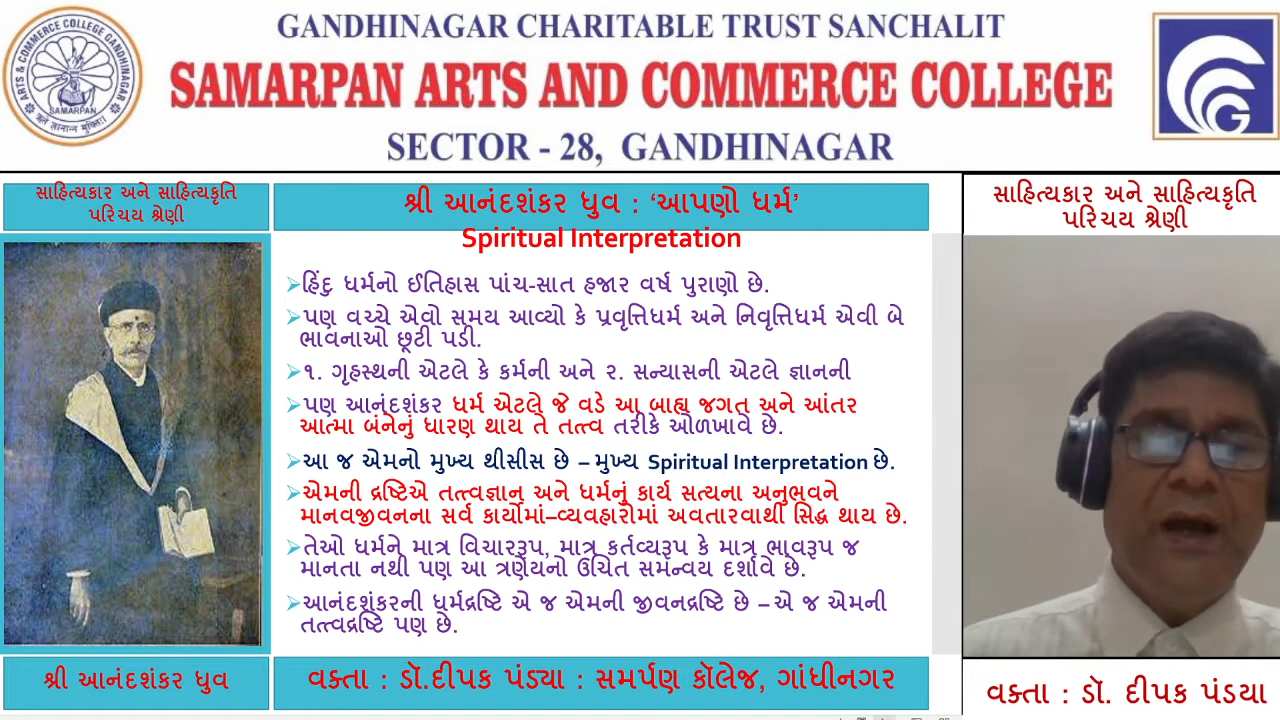 GANDHINAGAR CHARITABLE TRUST SANCHALIT
SAMARPAN ARTS AND COMMERCE COLLEGE
SECTOR - 28, GANDHINAGAR
ARTS & COMMERCE COLLEGE GANDHINAGAR
SAMARPAN
ऋते ज्ञानान्न मुक्तिः
G
સાહિત્યકાર અને સાહિત્યકૃતિ
પરિચય શ્રેણી
શ્રી આનંદશંકર ધ્રુવ : ‘આપણો ધર્મ’
Spiritual Interpretation
➢હિંદુ ધર્મનો ઈતિહાસ પાંચ-સાત હજાર વર્ષ પુરાણો છે.
➢પણ વચ્ચે એવો સમય આવ્યો કે પ્રવૃત્તિધર્મ અને નિવૃત્તિધર્મ એવી બે
ભાવનાઓ છૂટી પડી.
➢૧. ગૃહસ્થની એટલે કે કર્મની અને ૨. સન્યાસની એટલે જ્ઞાનની
➢પણ આનંદશંકર ધર્મ એટલે જે વડે આ બાહ્ય જગત અને આંતર
આત્મા બંનેનું ધારણ થાય તે તત્ત્વ તરીકે ઓળખાવે છે.
➢આ જ એમનો મુખ્ય થીસીસ છે – મુખ્ય Spiritual Interpretation છે.
➢એમની દ્રષ્ટિએ તત્ત્વજ્ઞાન અને ધર્મનું કાર્ય સત્યના અનુભવને
માનવજીવનના સર્વ કાર્યોમાં–વ્યવહારોમાં અવતારવાથી સિદ્ધ થાય છે.
➢તેઓ ધર્મને માત્ર વિચારરૂપ, માત્ર કર્તવ્યરૂપ કે માત્ર ભાવરૂપ જ
માનતા નથી પણ આ ત્રણેયનો ઉચિત સમન્વય દર્શાવે છે.
➢આનંદશંકરની ધર્મદ્રષ્ટિ એ જ એમની જીવનદ્રષ્ટિ છે – એ જ એમની
તત્ત્વદ્રષ્ટિ પણ છે.
શ્રી આનંદશંકર ધ્રુવ
વક્તા : ડૉ.દીપક પંડ્યા : સમર્પણ કૉલેજ, ગાંધીનગર
સાહિત્યકાર અને સાહિત્યકૃતિ
પરિચય શ્રેણી
વક્તા : ડૉ. દીપક પંડયા